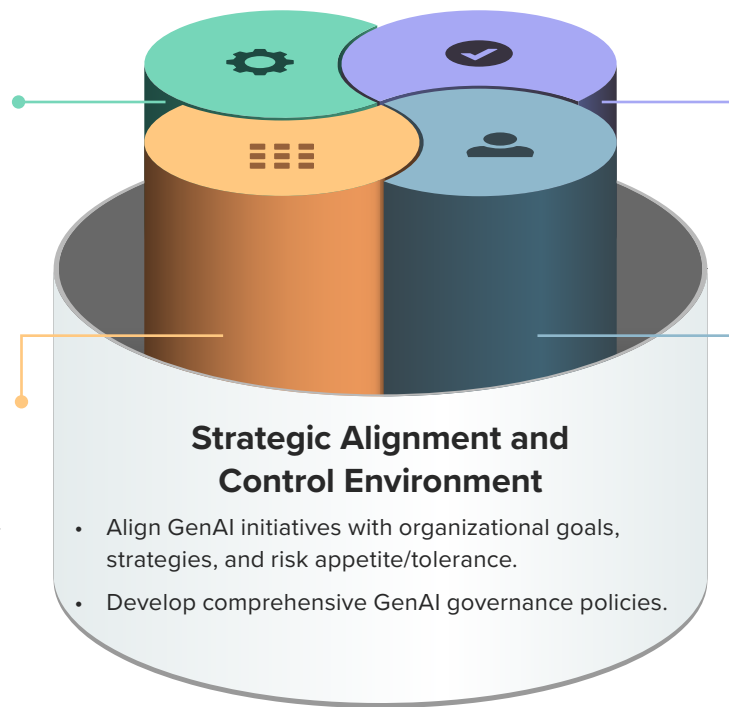 Strategic Alignment and
Control Environment
• Align GenAI initiatives with organizational goals,
strategies, and risk appetite/tolerance.
• Develop comprehensive GenAI governance policies.